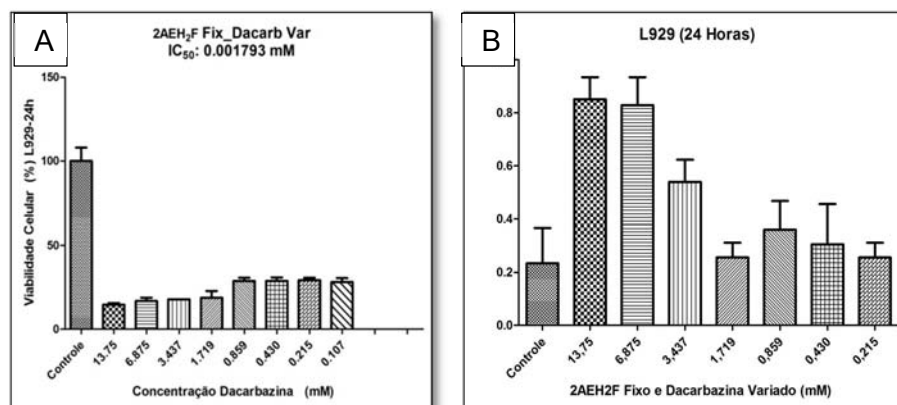 A
2AEH₂F Fix_Dacarb Var
IC₅₀: 0.001793 mM
Viabilidade Celular (%) L929-24h
150
100
50
0
Controle
13.75
6.875
3.437
1.719
0.859
0.430
0.215
0.107
Concentração Dacarbazina (mM)
B
L929 (24 Horas)
0.8
0.6
0.4
0.2
0.0
Controle
13,75
6,875
3,437
1,719
0,859
0,430
0,215
2AEH2F Fixo e Dacarbazina Variado (mM)